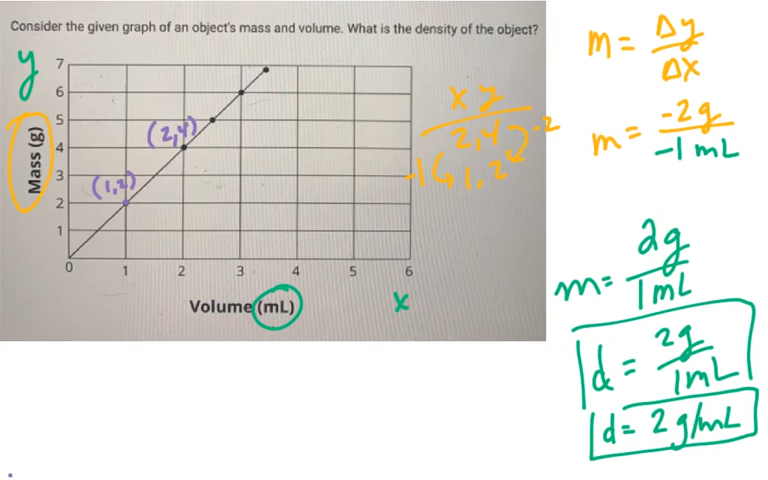 Consider the given graph of an object's mass and volume. What is the density of the object?
y
7
6
5
4
3
2
1
Mass (g)
(2,4)
(1,2)
0 1 2 3 4 5 6
Volume (mL)
x
x y
2,4
-2
-1
1,2
m = Δy/Δx
m = -2g/-1mL
m = 2g/1mL
d = 2g/1mL
d = 2 g/mL